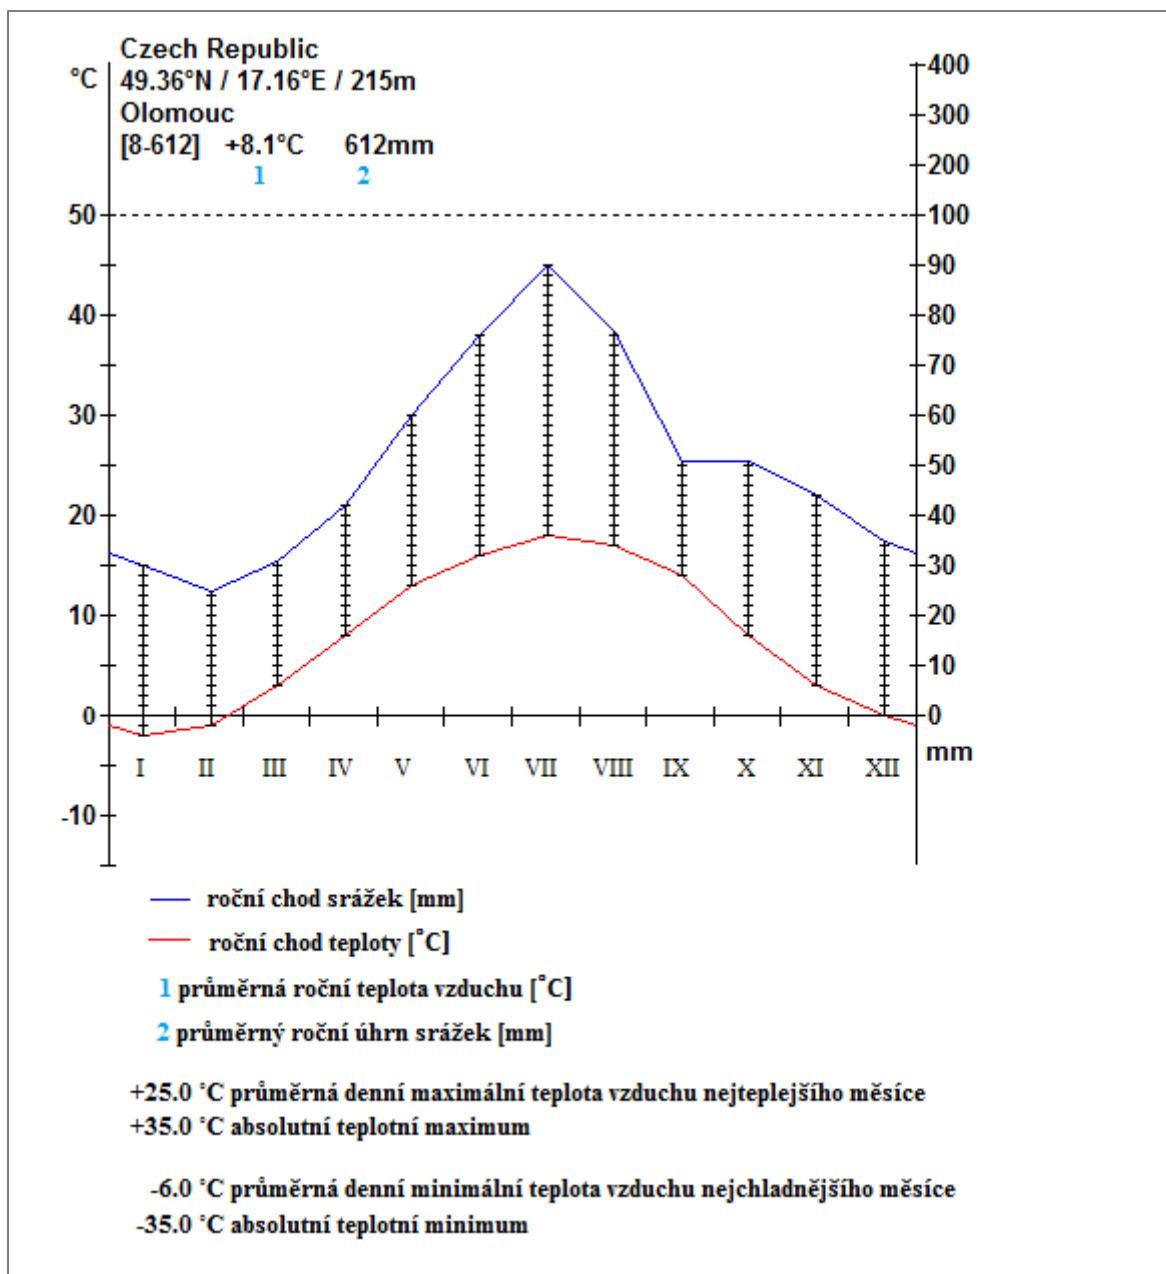 Czech Republic
°C 49.36°N / 17.16°E / 215m 400
Olomouc 300
[8-612] +8.1°C 612mm 200
1 2
50 100
90
40 80
70
30 60
50
20 40
30
10 20
10
0 0
mm
I II III IV V VI VII VIII IX X XI XII
-10
roční chod srážek [mm]
roční chod teploty [°C]
1 průměrná roční teplota vzduchu [°C]
2 průměrný roční úhrn srážek [mm]
+25.0 °C průměrná denní maximální teplota vzduchu nejteplejšího měsíce
+35.0 °C absolutní teplotní maximum
-6.0 °C průměrná denní minimální teplota vzduchu nejchladnějšího měsíce
-35.0 °C absolutní teplotní minimum